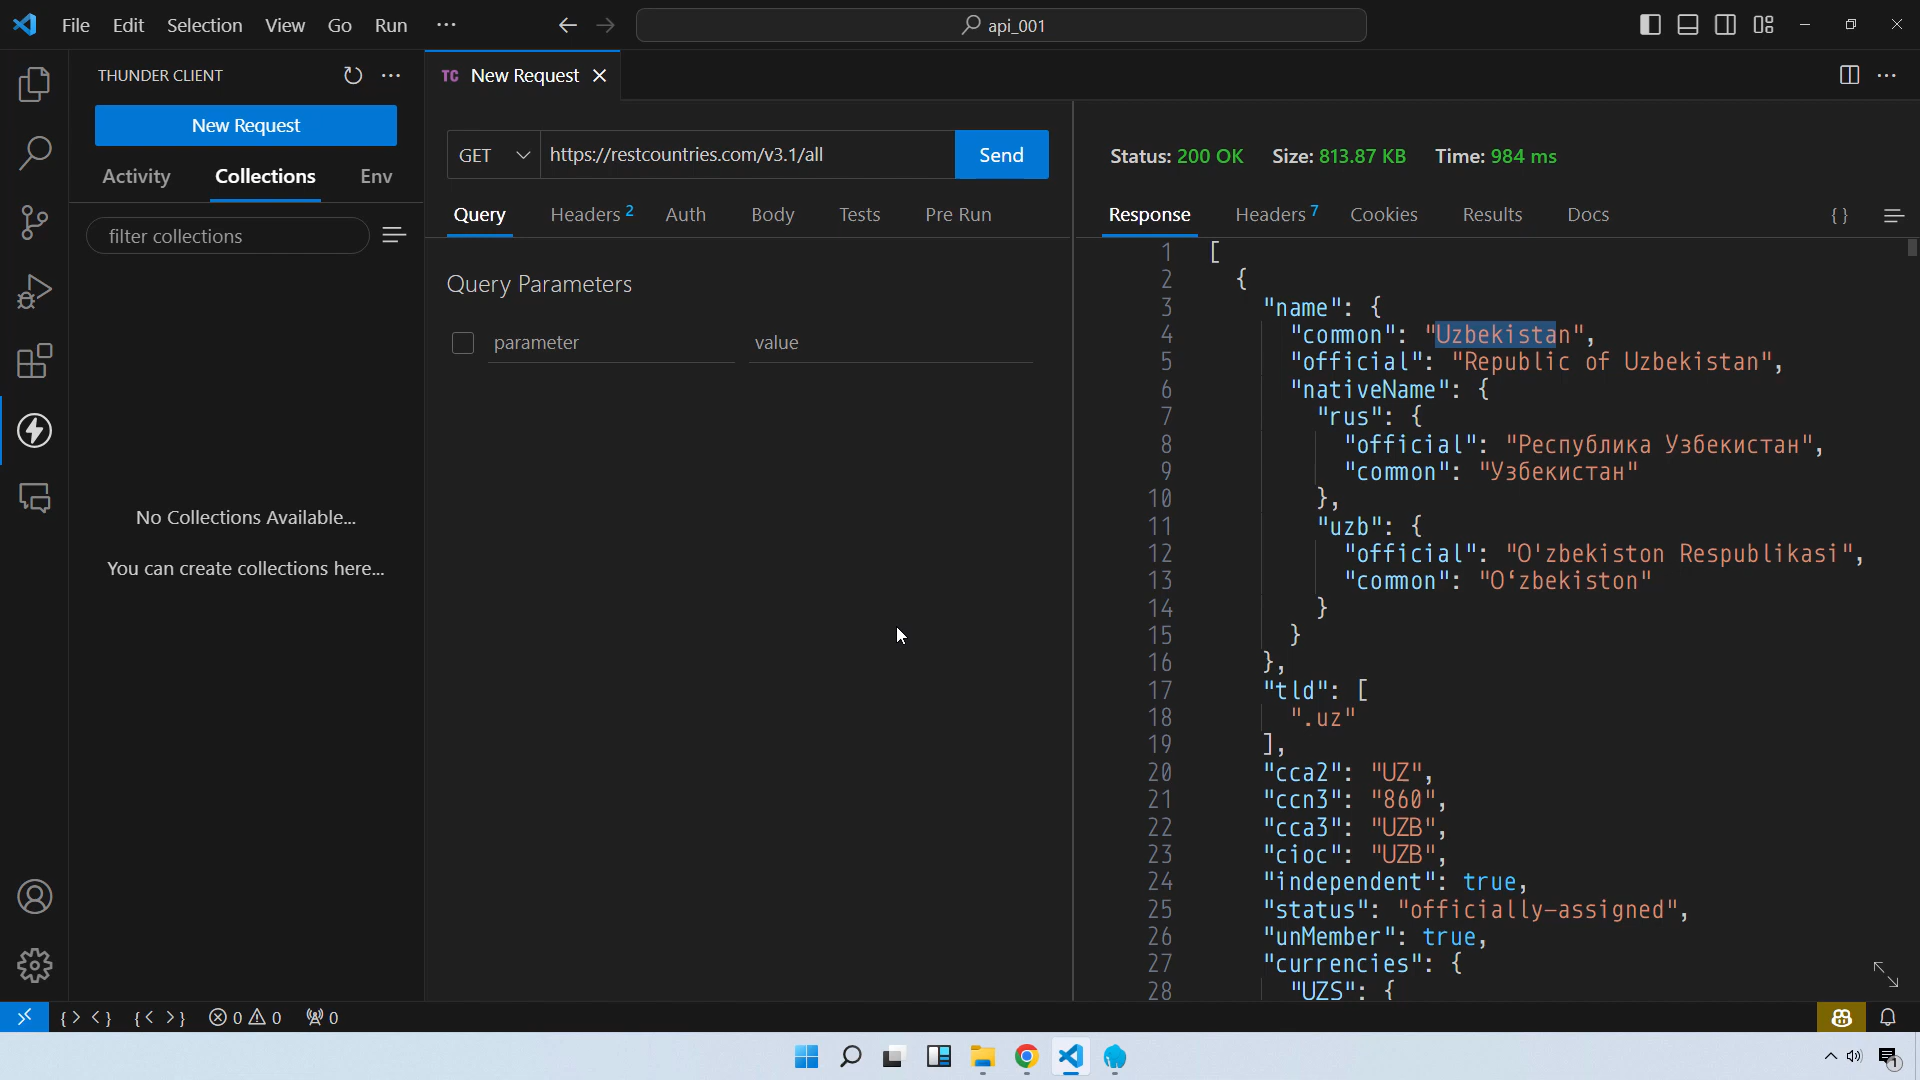 File Edit Selection View Go Run ···
api_001
THUNDER CLIENT
New Request
Activity Collections Env
filter collections
No Collections Available...
You can create collections here...
TC New Request
GET https://restcountries.com/v3.1/all Send
Query Headers 2 Auth Body Tests Pre Run
Query Parameters
parameter value
Status: 200 OK Size: 813.87 KB Time: 984 ms
Response Headers 7 Cookies Results Docs { }
1 [
2 {
3 "name": {
4 "common": "Uzbekistan",
5 "official": "Republic of Uzbekistan",
6 "nativeName": {
7 "rus": {
8 "official": "Республика Узбекистан",
9 "common": "Узбекистан"
10 },
11 "uzb": {
12 "official": "O'zbekiston Respublikasi",
13 "common": "O‘zbekiston"
14 }
15 }
16 },
17 "tld": [
18 ".uz"
19 ],
20 "cca2": "UZ",
21 "ccn3": "860",
22 "cca3": "UZB",
23 "cioc": "UZB",
24 "independent": true,
25 "status": "officially-assigned",
26 "unMember": true,
27 "currencies": {
28 "UZS": {
{ > < } { < > } 0 0 0
1